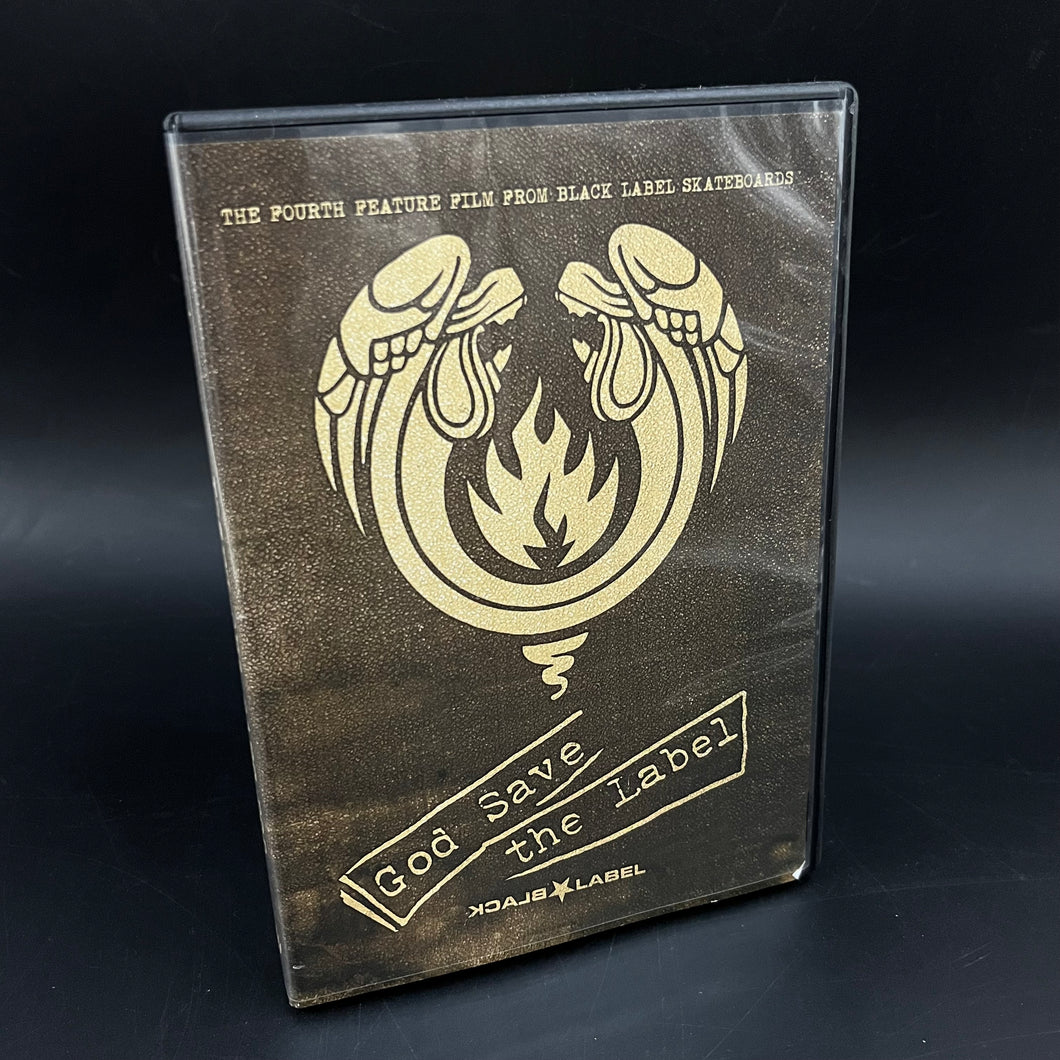 THE FOURTH FEATURE FILM FROM BLACK LABEL SKATEBOARDS
God Save
the Label
BLACK★LABEL